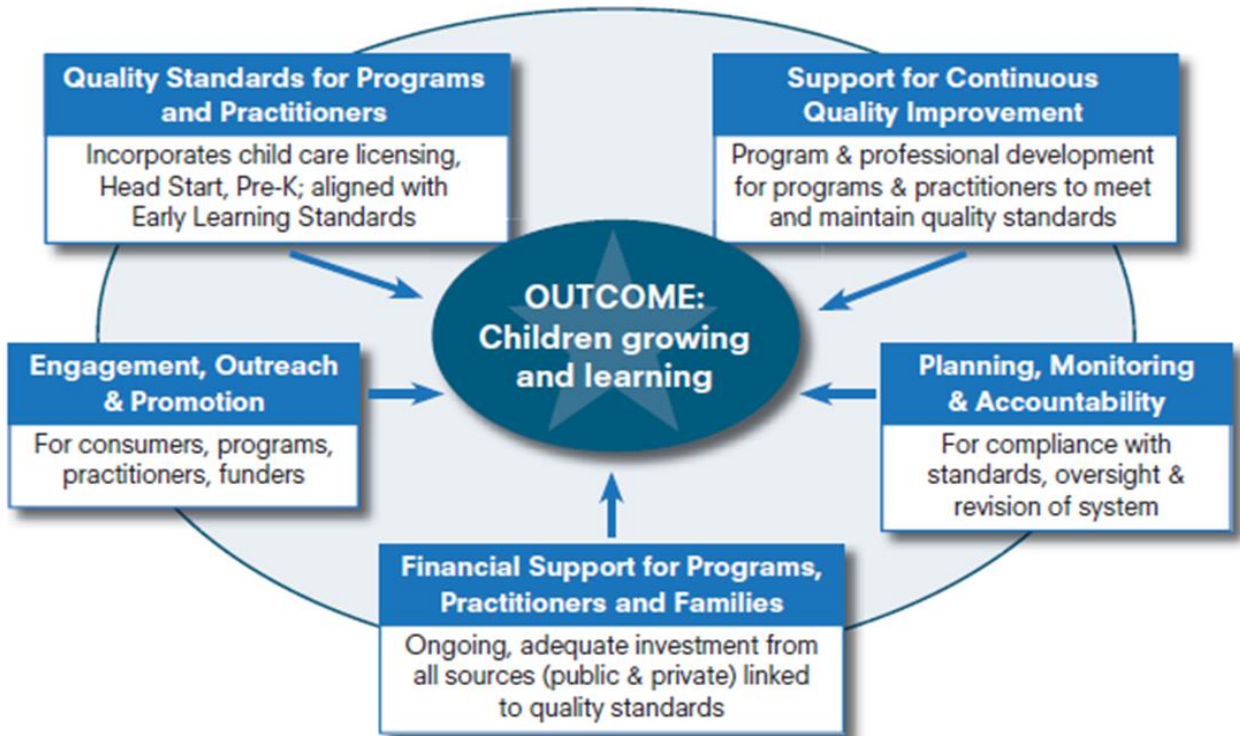 Quality Standards for Programs
and Practitioners
Incorporates child care licensing,
Head Start, Pre-K; aligned with
Early Learning Standards
Support for Continuous
Quality Improvement
Program & professional development
for programs & practitioners to meet
and maintain quality standards
OUTCOME:
Children growing
and learning
Engagement, Outreach
& Promotion
For consumers, programs,
practitioners, funders
Planning, Monitoring
& Accountability
For compliance with
standards, oversight &
revision of system
Financial Support for Programs,
Practitioners and Families
Ongoing, adequate investment from
all sources (public & private) linked
to quality standards